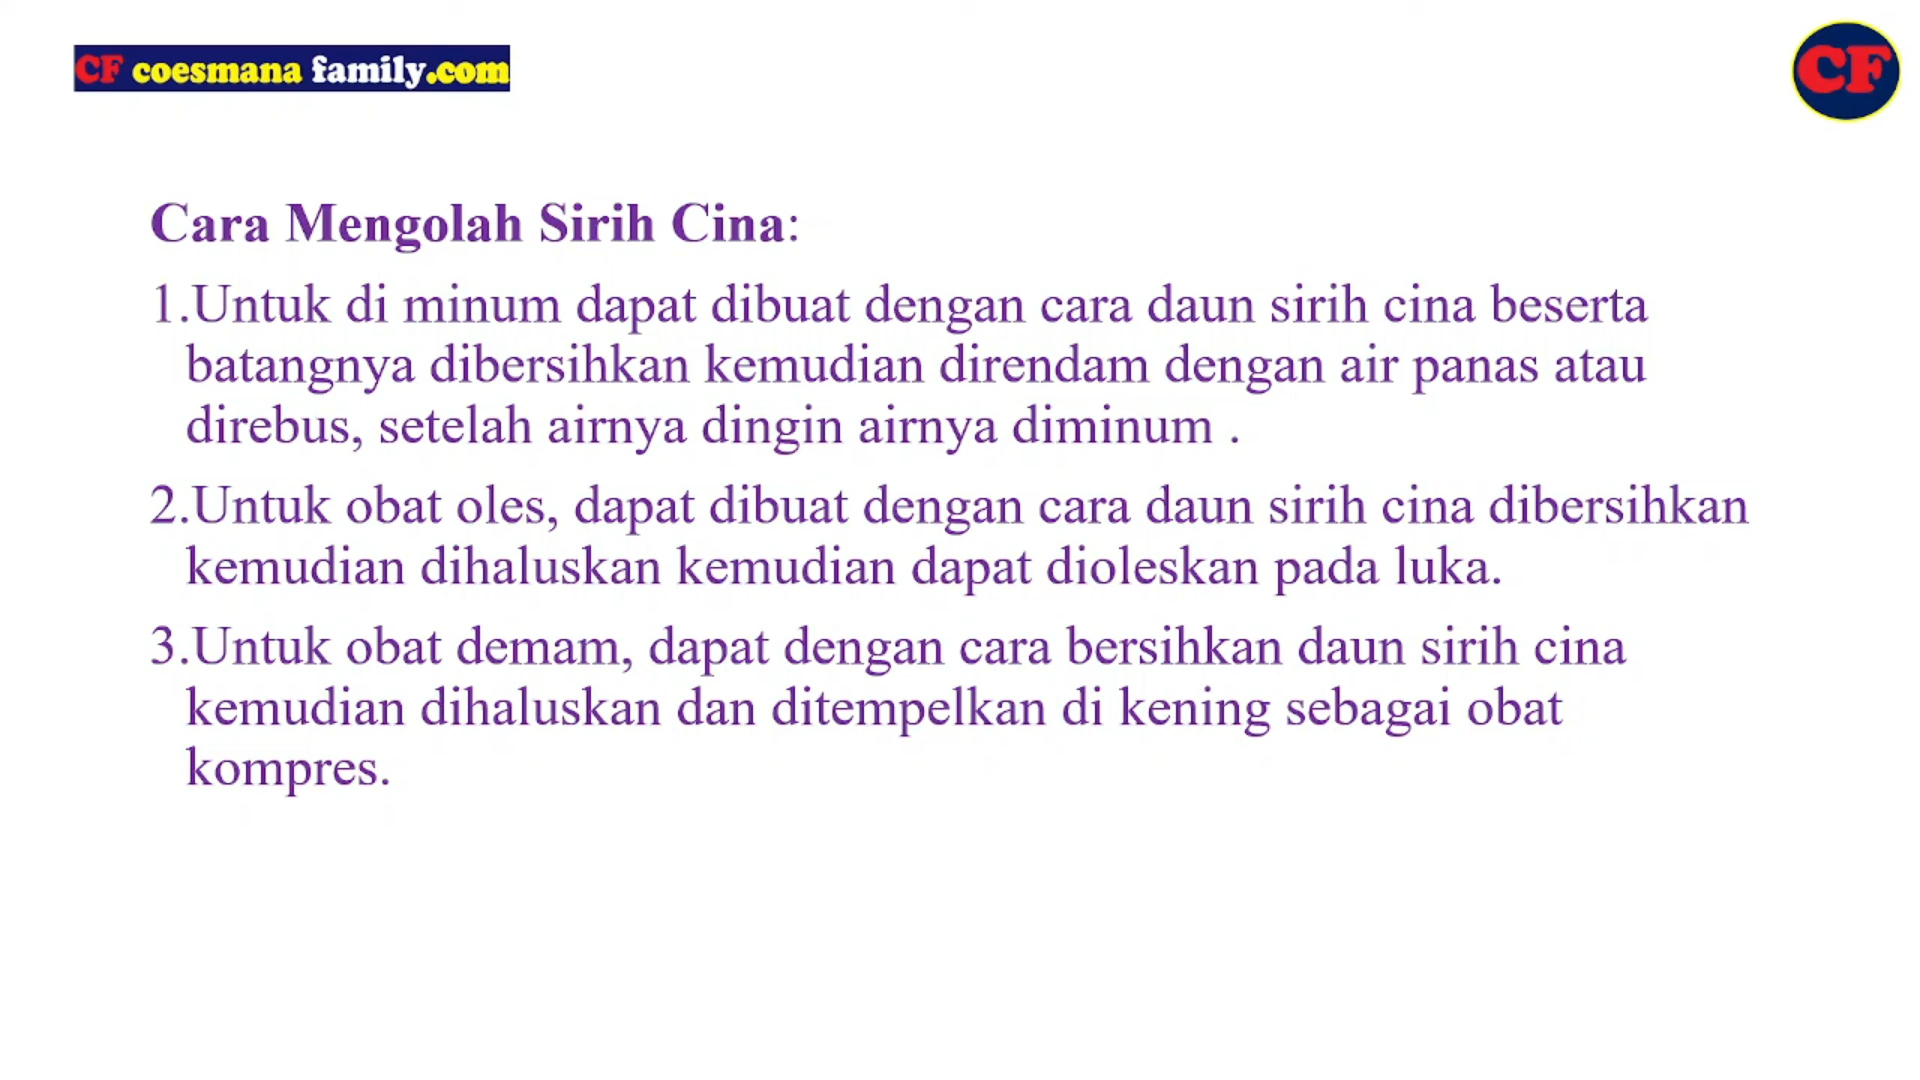 CF coesmana family.com
CF
Cara Mengolah Sirih Cina:
1.Untuk di minum dapat dibuat dengan cara daun sirih cina beserta
batangnya dibersihkan kemudian direndam dengan air panas atau
direbus, setelah airnya dingin airnya diminum .
2.Untuk obat oles, dapat dibuat dengan cara daun sirih cina dibersihkan
kemudian dihaluskan kemudian dapat dioleskan pada luka.
3.Untuk obat demam, dapat dengan cara bersihkan daun sirih cina
kemudian dihaluskan dan ditempelkan di kening sebagai obat
kompres.